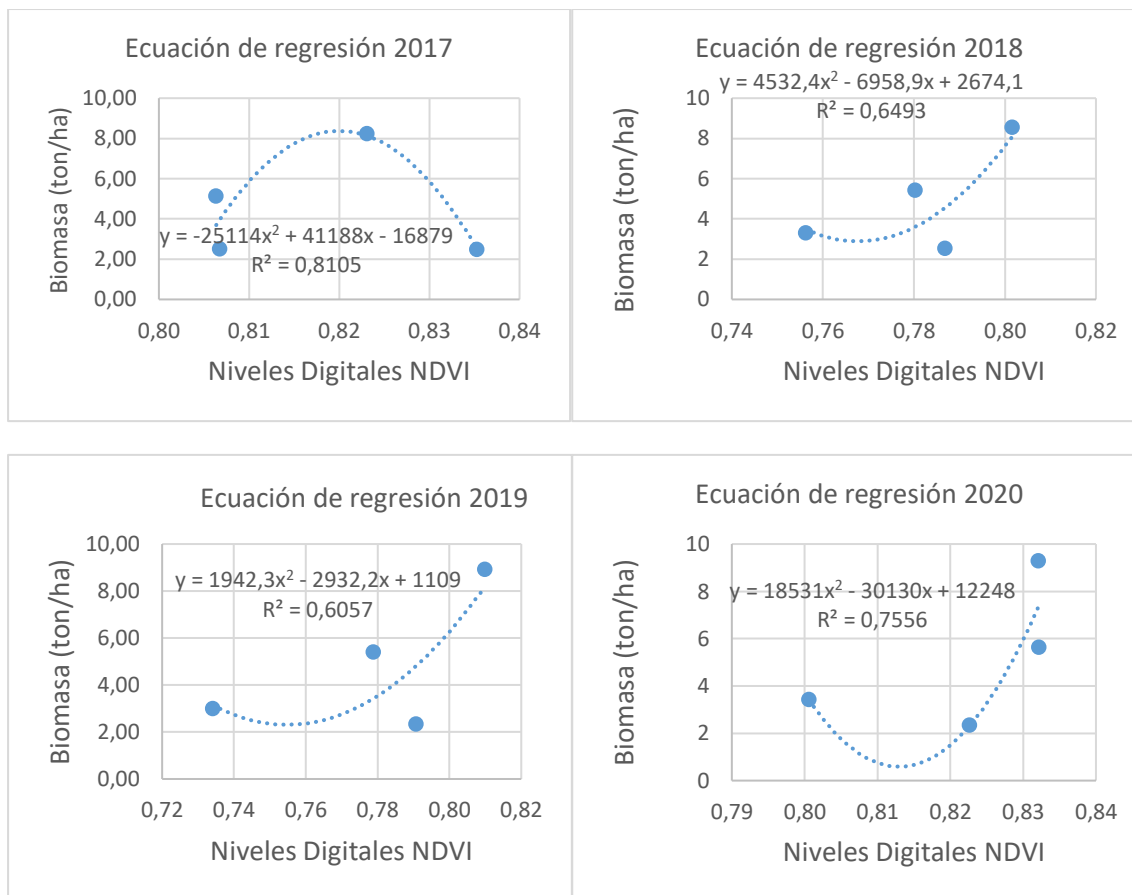 Ecuación de regresión 2017
y = -25114x² + 41188x - 16879
R² = 0,8105
Biomasa (ton/ha)
10,00
8,00
6,00
4,00
2,00
0,00
0,80 0,81 0,82 0,83 0,84
Niveles Digitales NDVI
Ecuación de regresión 2018
y = 4532,4x² - 6958,9x + 2674,1
R² = 0,6493
Biomasa (ton/ha)
10
8
6
4
2
0
0,74 0,76 0,78 0,80 0,82
Niveles Digitales NDVI
Ecuación de regresión 2019
y = 1942,3x² - 2932,2x + 1109
R² = 0,6057
Biomasa (ton/ha)
10,00
8,00
6,00
4,00
2,00
0,00
0,72 0,74 0,76 0,78 0,80 0,82
Niveles Digitales NDVI
Ecuación de regresión 2020
y = 18531x² - 30130x + 12248
R² = 0,7556
Biomasa (ton/ha)
10
8
6
4
2
0
0,79 0,80 0,81 0,82 0,83 0,84
Niveles Digitales NDVI